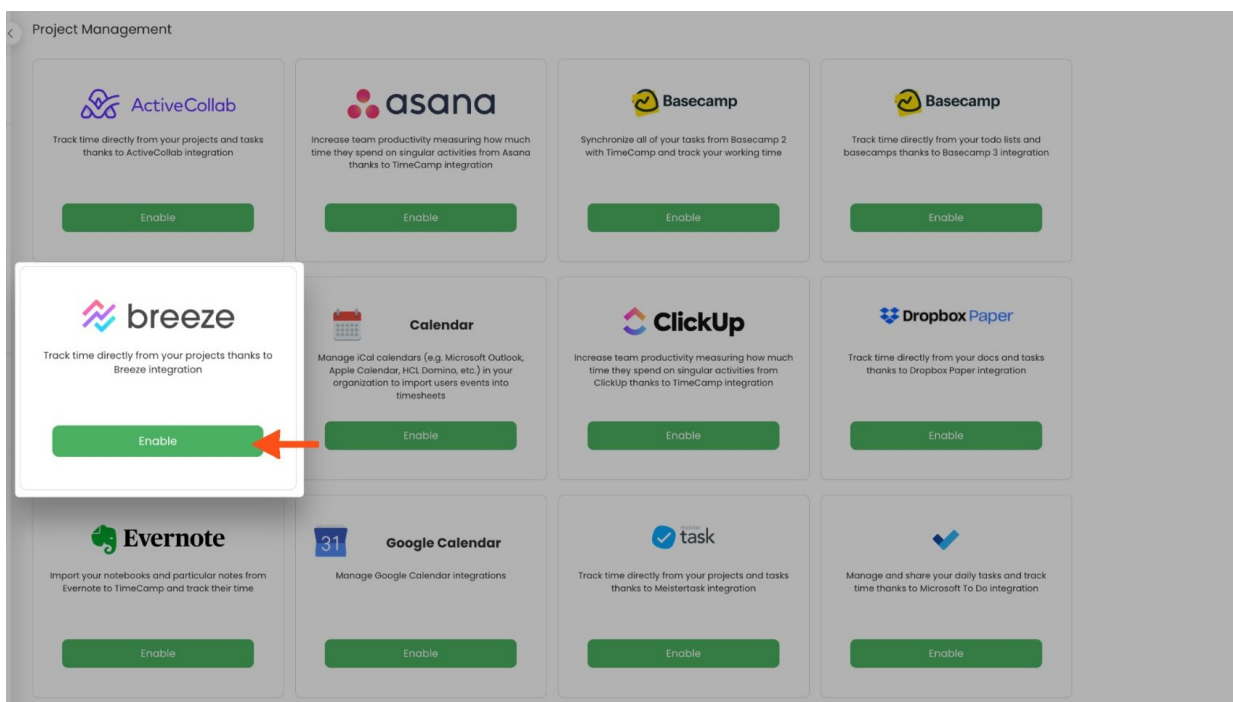 Project Management
ActiveCollab
Track time directly from your projects and tasks
thanks to ActiveCollab integration
Enable
asana
Increase team productivity measuring how much
time they spend on singular activities from Asana
thanks to TimeCamp integration
Enable
Basecamp
Synchronize all of your tasks from Basecamp 2
with TimeCamp and track your working time
Enable
Basecamp
Track time directly from your todo lists and
basecamps thanks to Basecamp 3 integration
Enable
breeze
Track time directly from your projects thanks to
Breeze integration
Enable
Calendar
Manage iCal calendars (e.g. Microsoft Outlook,
Apple Calendar, HCL Domino, etc.) in your
organization to import users events into
timesheets
Enable
ClickUp
Increase team productivity measuring how much
time they spend on singular activities from
ClickUp thanks to TimeCamp integration
Enable
Dropbox Paper
Track time directly from your docs and tasks
thanks to Dropbox Paper integration
Enable
Evernote
Import your notebooks and particular notes from
Evernote to TimeCamp and track their time
Enable
31
Google Calendar
Manage Google Calendar integrations
Enable
meister
task
Track time directly from your projects and tasks
thanks to Meistertask integration
Enable
Manage and share your daily tasks and track
time thanks to Microsoft To Do integration
Enable